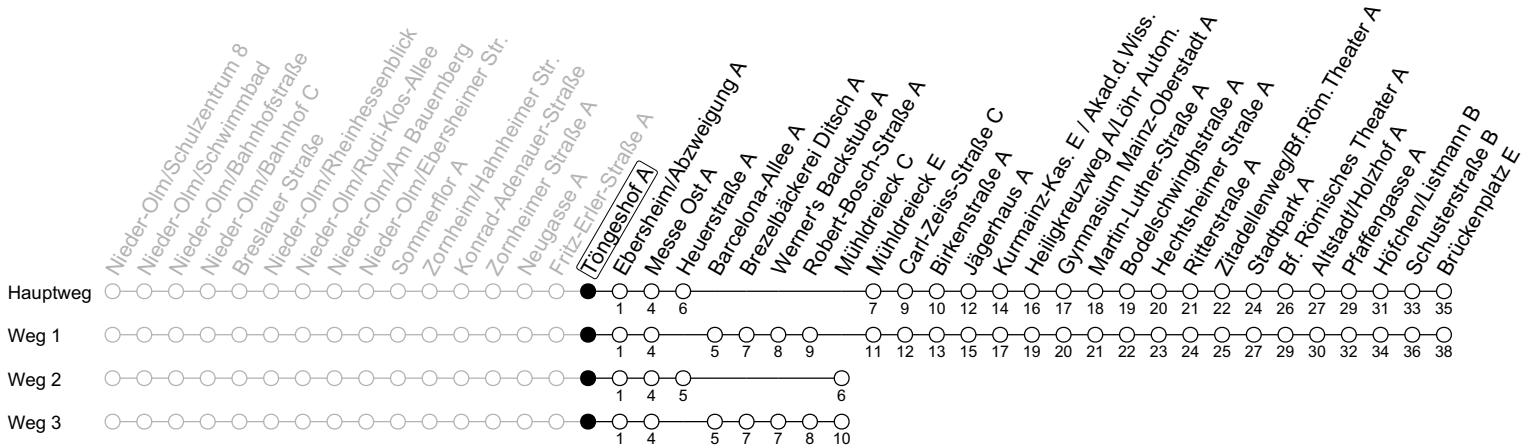 Nieder-Olm/Schulzentrum 8
Nieder-Olm/Schwimmbad
Nieder-Olm/Bahnhofstraße
Nieder-Olm/Bahnhof C
Breslauer Straße
Nieder-Olm/Rheinhessenblick
Nieder-Olm/Rudi-Klos-Allee
Nieder-Olm/Am Bauernberg
Nieder-Olm/Ebersheimer Str.
Sommerflor A
Zornheim/Hahnheimer Str.
Konrad-Adenauer-Straße
Zornheimer Straße A
Neugasse A
Fritz-Erler-Straße A
Töngeshof A
Ebersheim/Abzweigung A
Messe Ost A
Heuerstraße A
Barcelona-Allee A
Brezelbäckerei Ditsch A
Werner's Backstube A
Robert-Bosch-Straße A
Mühldreieck C
Mühldreieck E
Carl-Zeiss-Straße C
Birkenstraße A
Jägerhaus A
Kurmainz-Kas. E / Akad.d.Wiss.
Heiligkreuzweg A/Löhr Autom.
Gymnasium Mainz-Oberstadt A
Martin-Luther-Straße A
Bodelschwinghstraße A
Hechtsheimer Straße A
Ritterstraße A
Zitadellenweg/Bf.Röm.Theater A
Stadtpark A
Bf. Römisches Theater A
Altstadt/Holzhof A
Pfaffengasse A
Höfchen/Listmann B
Schusterstraße B
Brückenplatz E
Hauptweg
1 4 6 7 9 10 12 14 16 17 18 19 20 21 22 24 26 27 29 31 33 35
Weg 1
1 4 5 7 8 9 11 12 13 15 17 19 20 21 22 23 24 25 27 29 30 32 34 36 38
Weg 2
1 4 5 6
Weg 3
1 4 5 7 7 8 10